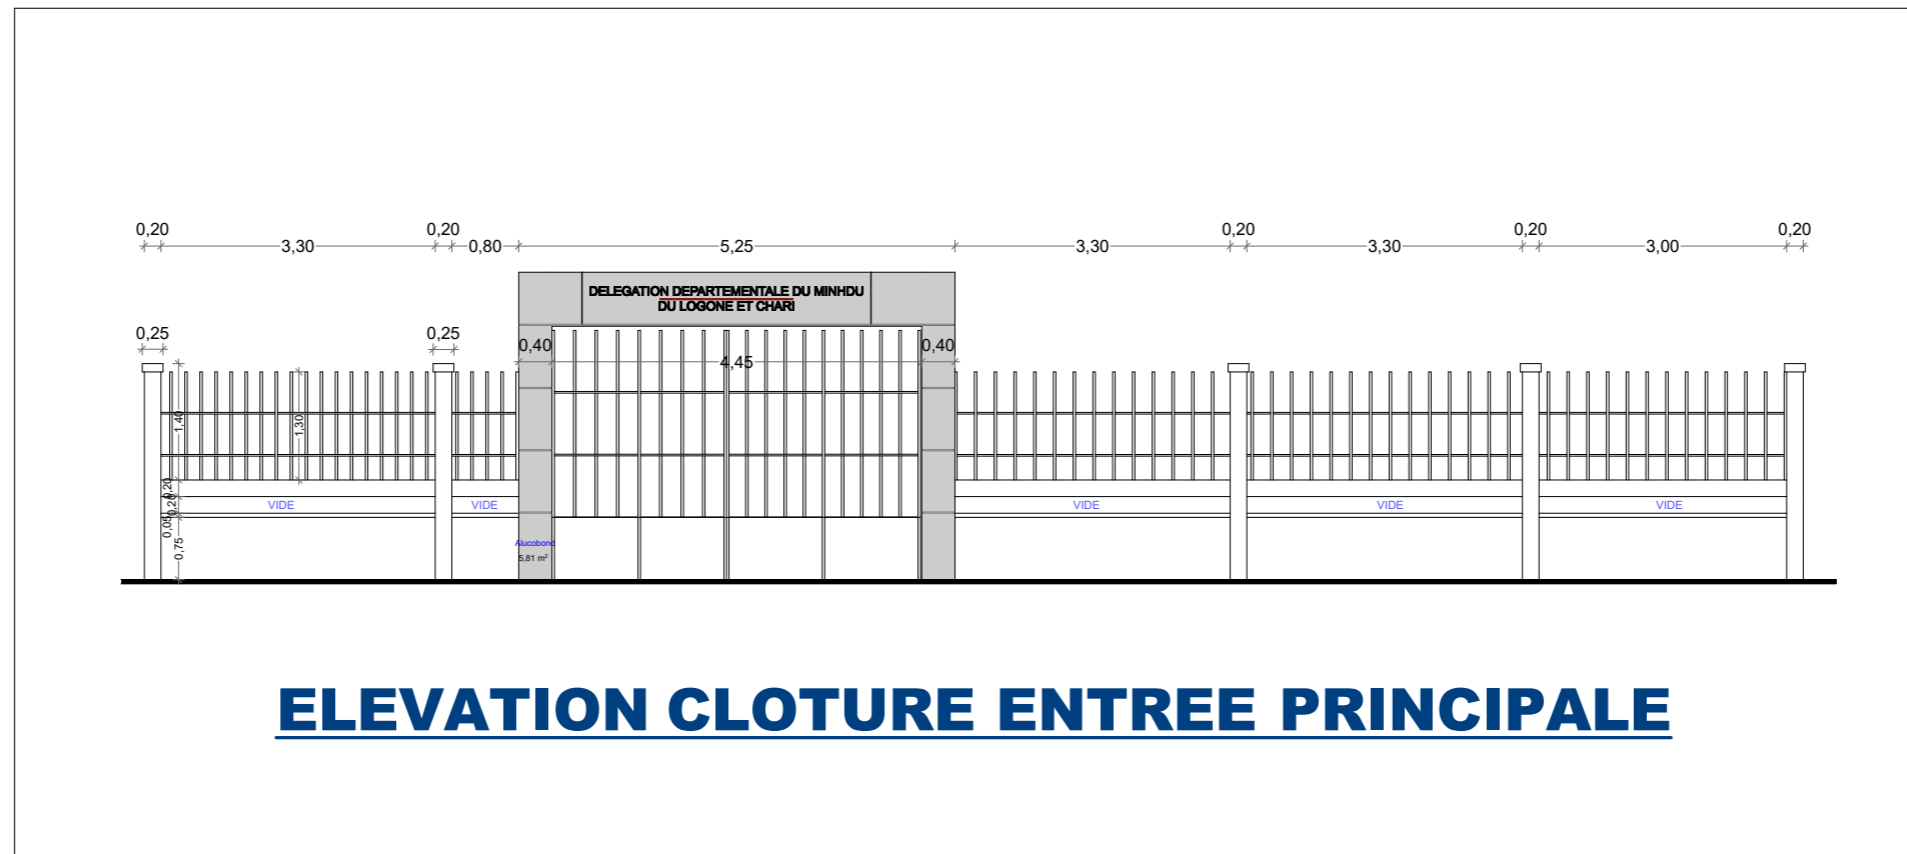 0,20
0,20
0,20
0,20
0,20
3,30
0,80
5,25
3,30
3,30
3,00
DELEGATION DEPARTEMENTALE DU MINHDU
DU LOGONE ET CHARI
0,25
0,25
0,40
4,45
0,40
1,40
1,30
0,20
0,20
0,05
0,75
VIDE
VIDE
VIDE
VIDE
VIDE
Alucobond
5,81 m²
ELEVATION CLOTURE ENTREE PRINCIPALE